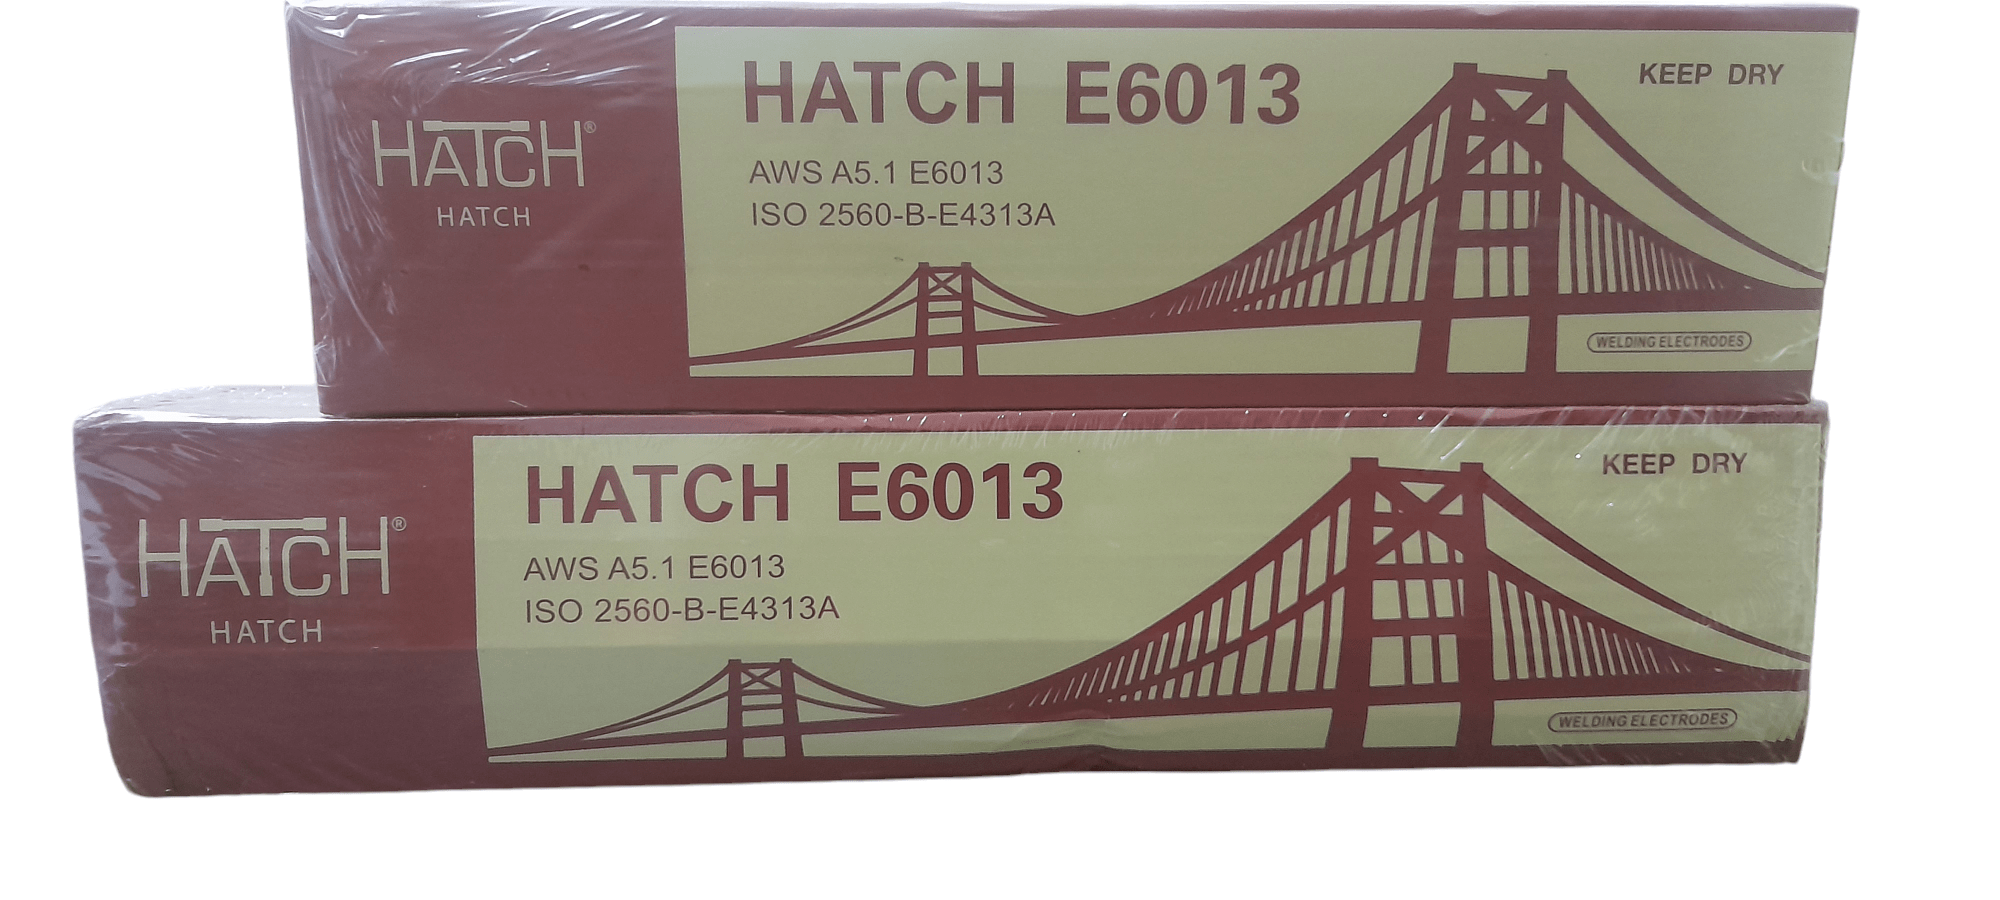 HATCH®
HATCH
HATCH E6013
AWS A5.1 E6013
ISO 2560-B-E4313A
KEEP DRY
WELDING ELECTRODES
HATCH®
HATCH
HATCH E6013
AWS A5.1 E6013
ISO 2560-B-E4313A
KEEP DRY
WELDING ELECTRODES